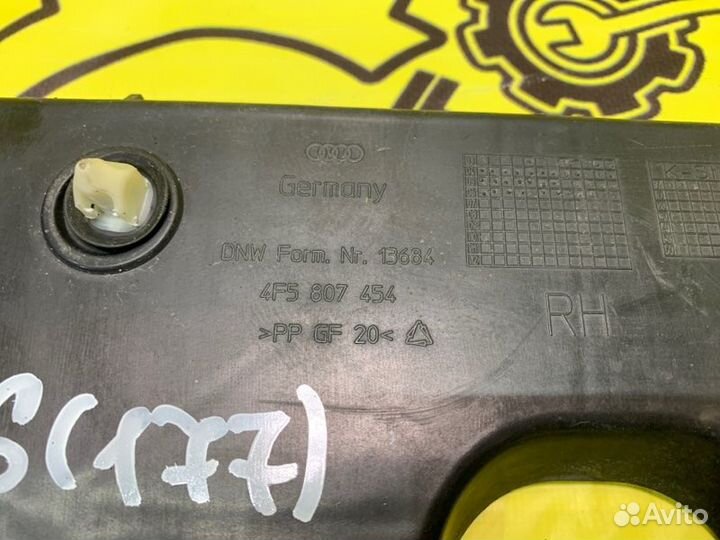 Germany
DNW Form. Nr. 13684
4F5 807 454
>PP GF 20<
RH
(177)
Avito